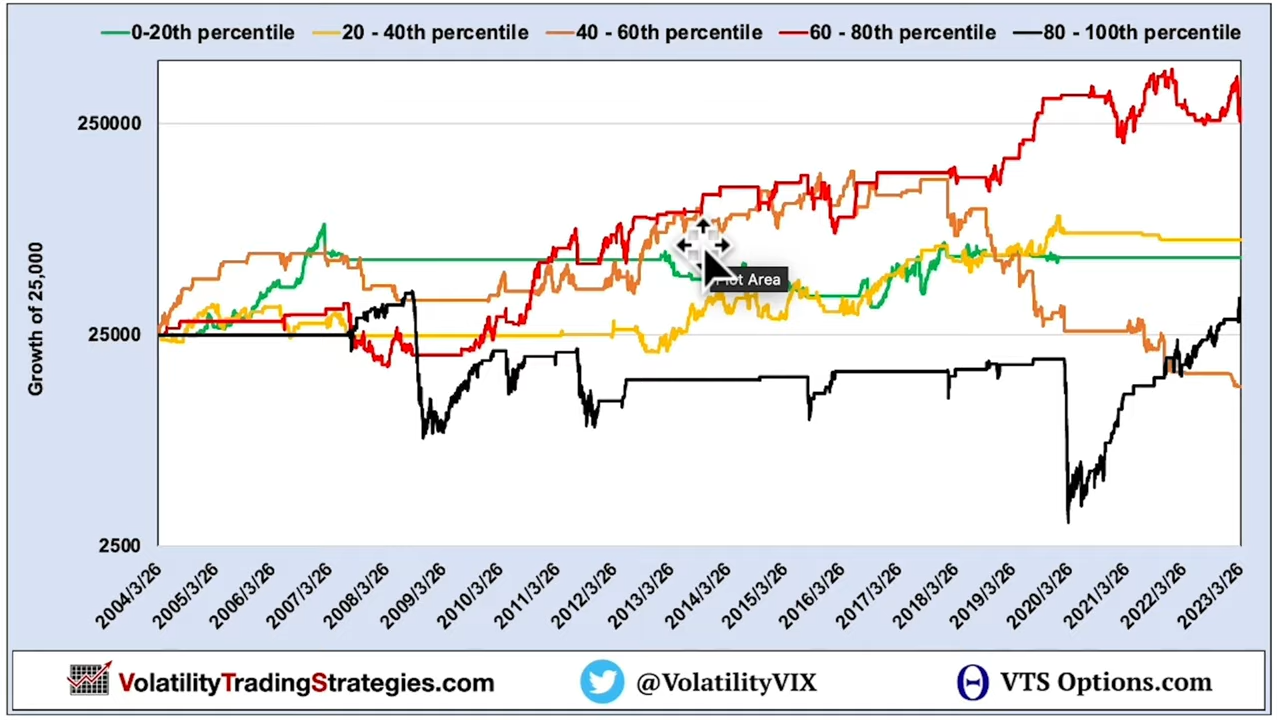 0-20th percentile 20 - 40th percentile 40 - 60th percentile 60 - 80th percentile 80 - 100th percentile
250000
25000
2500
Growth of 25,000
Plot Area
2004/3/26 2005/3/26 2006/3/26 2007/3/26 2008/3/26 2009/3/26 2010/3/26 2011/3/26 2012/3/26 2013/3/26 2014/3/26 2015/3/26 2016/3/26 2017/3/26 2018/3/26 2019/3/26 2020/3/26 2021/3/26 2022/3/26 2023/3/26
VolatilityTradingStrategies.com @VolatilityVIX VTS Options.com